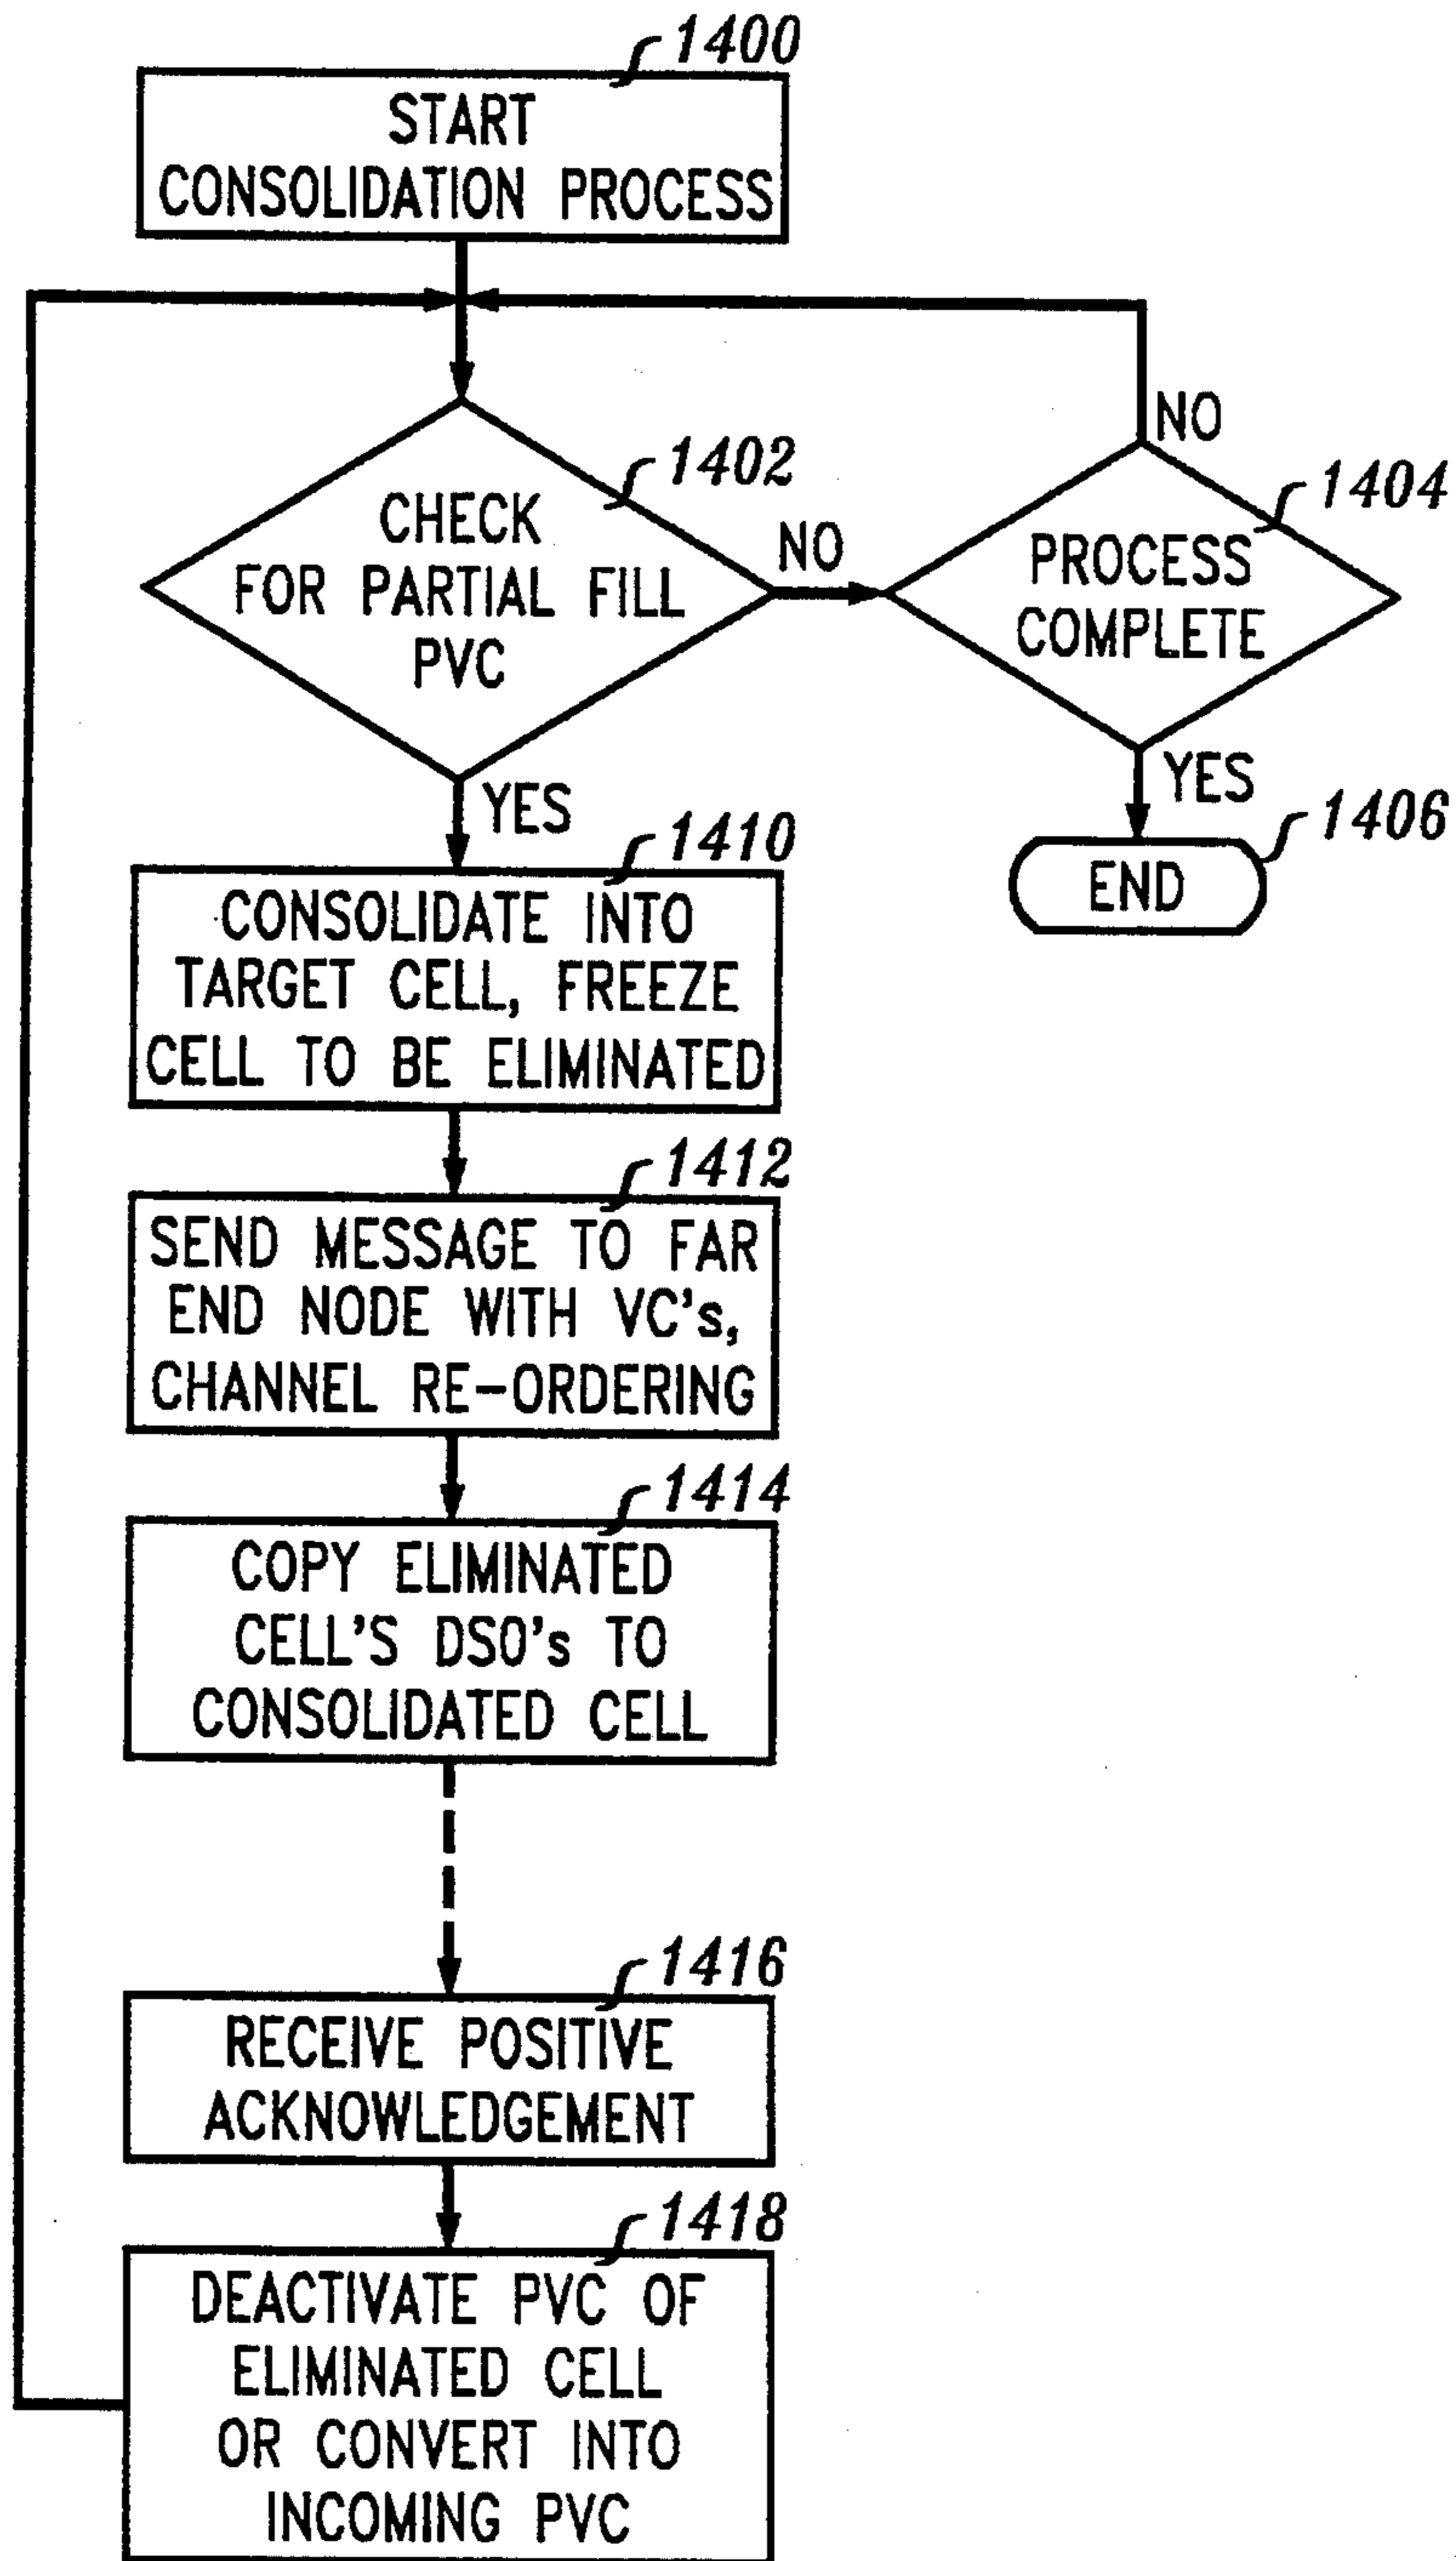 1400
START
CONSOLIDATION PROCESS
1402
CHECK
FOR PARTIAL FILL
PVC
NO
NO
1404
PROCESS
COMPLETE
YES
1406
END
YES
1410
CONSOLIDATE INTO
TARGET CELL, FREEZE
CELL TO BE ELIMINATED
1412
SEND MESSAGE TO FAR
END NODE WITH VC's,
CHANNEL RE-ORDERING
1414
COPY ELIMINATED
CELL'S DS0's TO
CONSOLIDATED CELL
1416
RECEIVE POSITIVE
ACKNOWLEDGEMENT
1418
DEACTIVATE PVC OF
ELIMINATED CELL
OR CONVERT INTO
INCOMING PVC